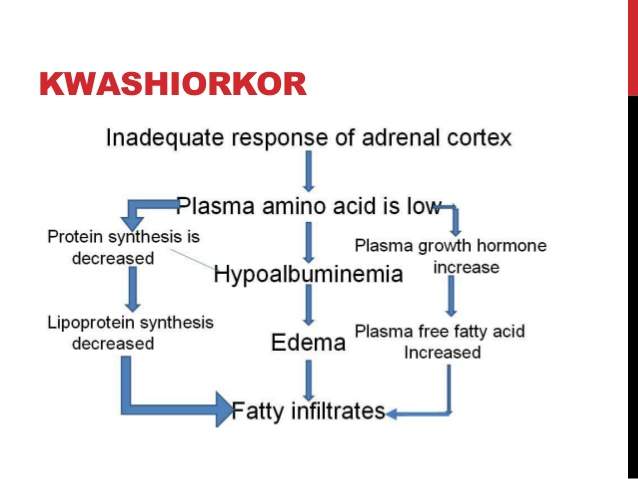 KWASHIORKOR
Inadequate response of adrenal cortex
Plasma amino acid is low
Protein synthesis is
decreased
Plasma growth hormone
increase
Hypoalbuminemia
Lipoprotein synthesis
decreased
Edema
Plasma free fatty acid
Increased
Fatty infiltrates